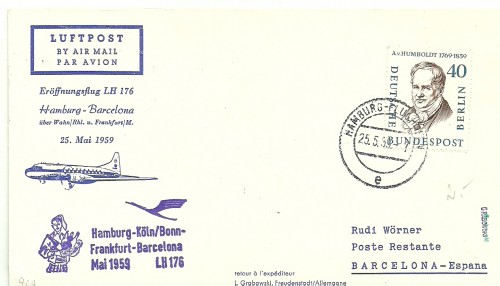 LUFTPOST
BY AIR MAIL
PAR AVION
Eröffnungsflug LH 176
Hamburg-Barcelona
über Wahn/Rhl. u. Frankfurt/M.
25. Mai 1959
Hamburg-Köln/Bonn-
Frankfurt-Barcelona
Mai 1959 LH 176
A.v. HUMBOLDT 1769-1859
40
DEUTSCHE BUNDESPOST
BERLIN
HAMBURG-FLUG
25.5.59
e
Rudi Wörner
Poste Restante
BARCELONA-Espana
retour à l'expéditeur
L. Grabowski, Freudenstadt/Allemagne